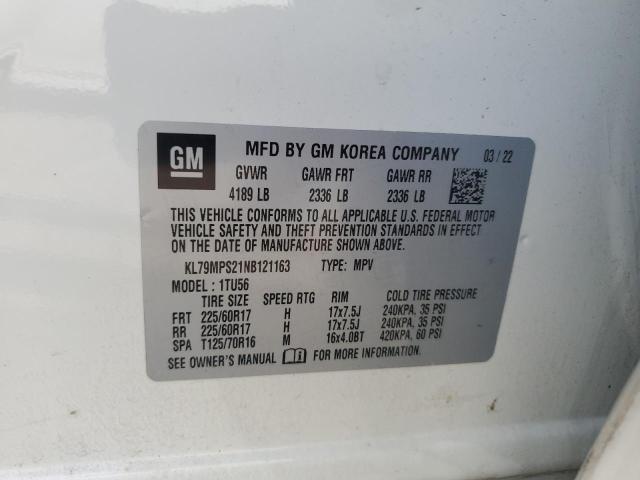 GM MFD BY GM KOREA COMPANY 03 / 22
GVWR GAWR FRT GAWR RR
4189 LB 2336 LB 2336 LB
THIS VEHICLE CONFORMS TO ALL APPLICABLE U.S. FEDERAL MOTOR
VEHICLE SAFETY AND THEFT PREVENTION STANDARDS IN EFFECT ON
THE DATE OF MANUFACTURE SHOWN ABOVE.
KL79MPS21NB121163 TYPE: MPV
MODEL : 1TU56
TIRE SIZE SPEED RTG RIM COLD TIRE PRESSURE
FRT 225/60R17 H 17x7.5J 240KPA, 35 PSI
RR 225/60R17 H 17x7.5J 240KPA, 35 PSI
SPA T125/70R16 M 16x4.0BT 420KPA, 60 PSI
SEE OWNER'S MANUAL FOR MORE INFORMATION.